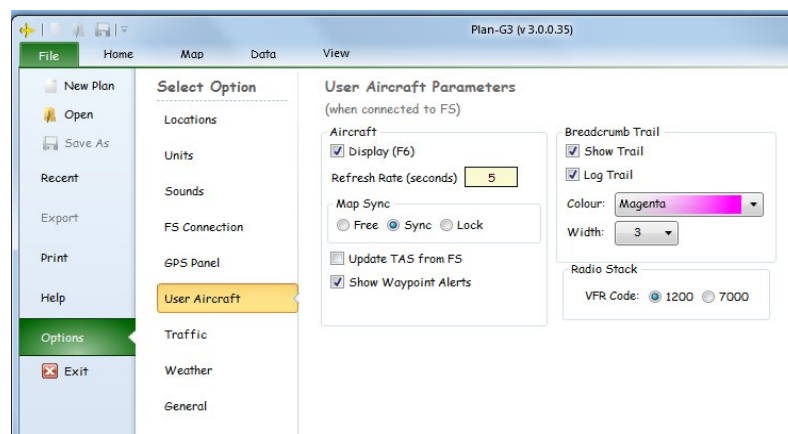 Plan-G3 (v 3.0.0.35)
File Home Map Data View
New Plan
Open
Save As
Recent
Export
Print
Help
Options
Exit
Select Option
Locations
Units
Sounds
FS Connection
GPS Panel
User Aircraft
Traffic
Weather
General
User Aircraft Parameters
(when connected to FS)
Aircraft
Display (F6)
Refresh Rate (seconds) 5
Map Sync
Free Sync Lock
Update TAS from FS
Show Waypoint Alerts
Breadcrumb Trail
Show Trail
Log Trail
Colour: Magenta
Width: 3
Radio Stack
VFR Code: 1200 7000